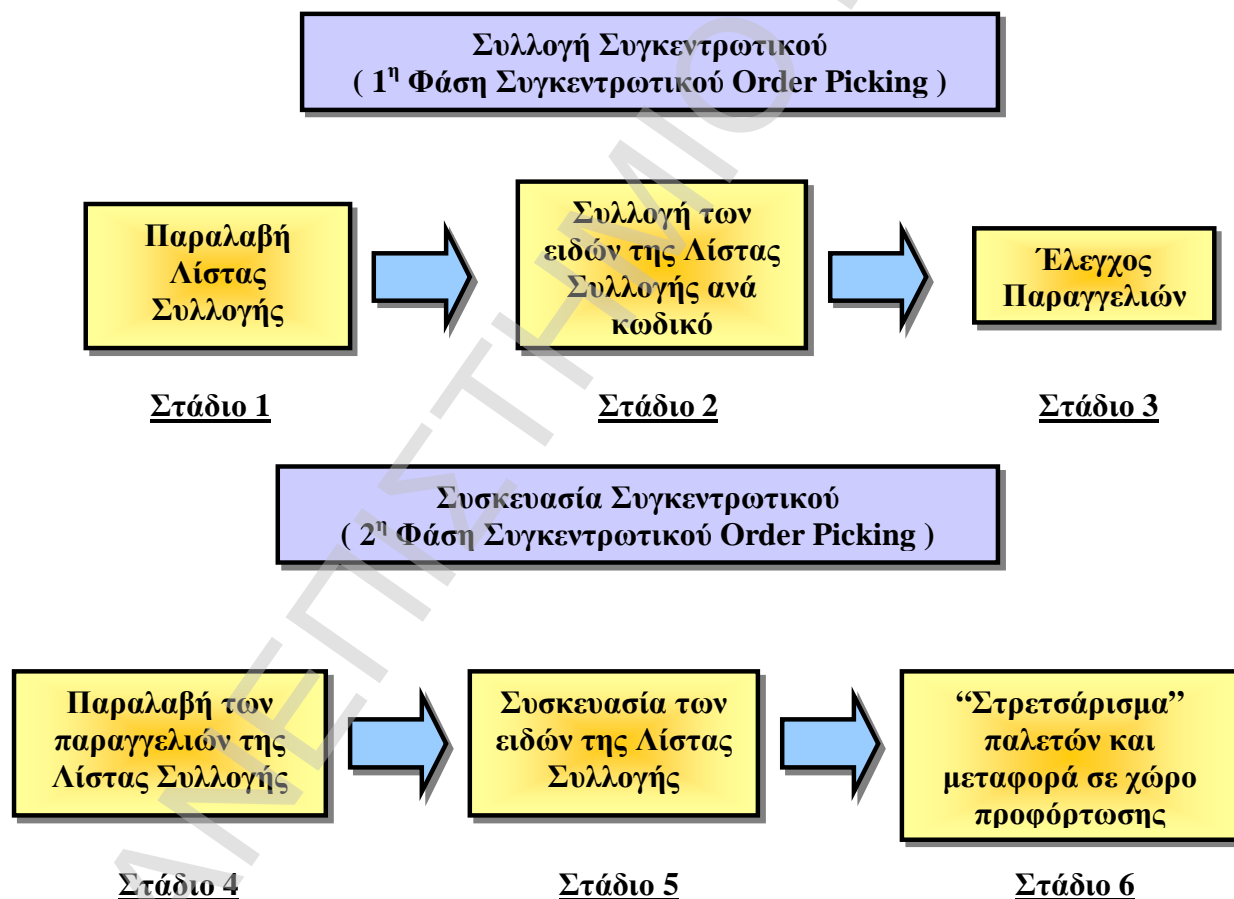 Συλλογή Συγκεντρωτικού
( 1η Φάση Συγκεντρωτικού Order Picking )
Παραλαβή
Λίστας
Συλλογής
Συλλογή των
ειδών της Λίστας
Συλλογής ανά
κωδικό
Έλεγχος
Παραγγελιών
Στάδιο 1
Στάδιο 2
Στάδιο 3
Συσκευασία Συγκεντρωτικού
( 2η Φάση Συγκεντρωτικού Order Picking )
Παραλαβή των
παραγγελιών της
Λίστας Συλλογής
Συσκευασία των
ειδών της Λίστας
Συλλογής
“Στρετσάρισμα”
παλετών και
μεταφορά σε χώρο
προφόρτωσης
Στάδιο 4
Στάδιο 5
Στάδιο 6
ΑΝΕΠΙΣΤΗΜΙΟ